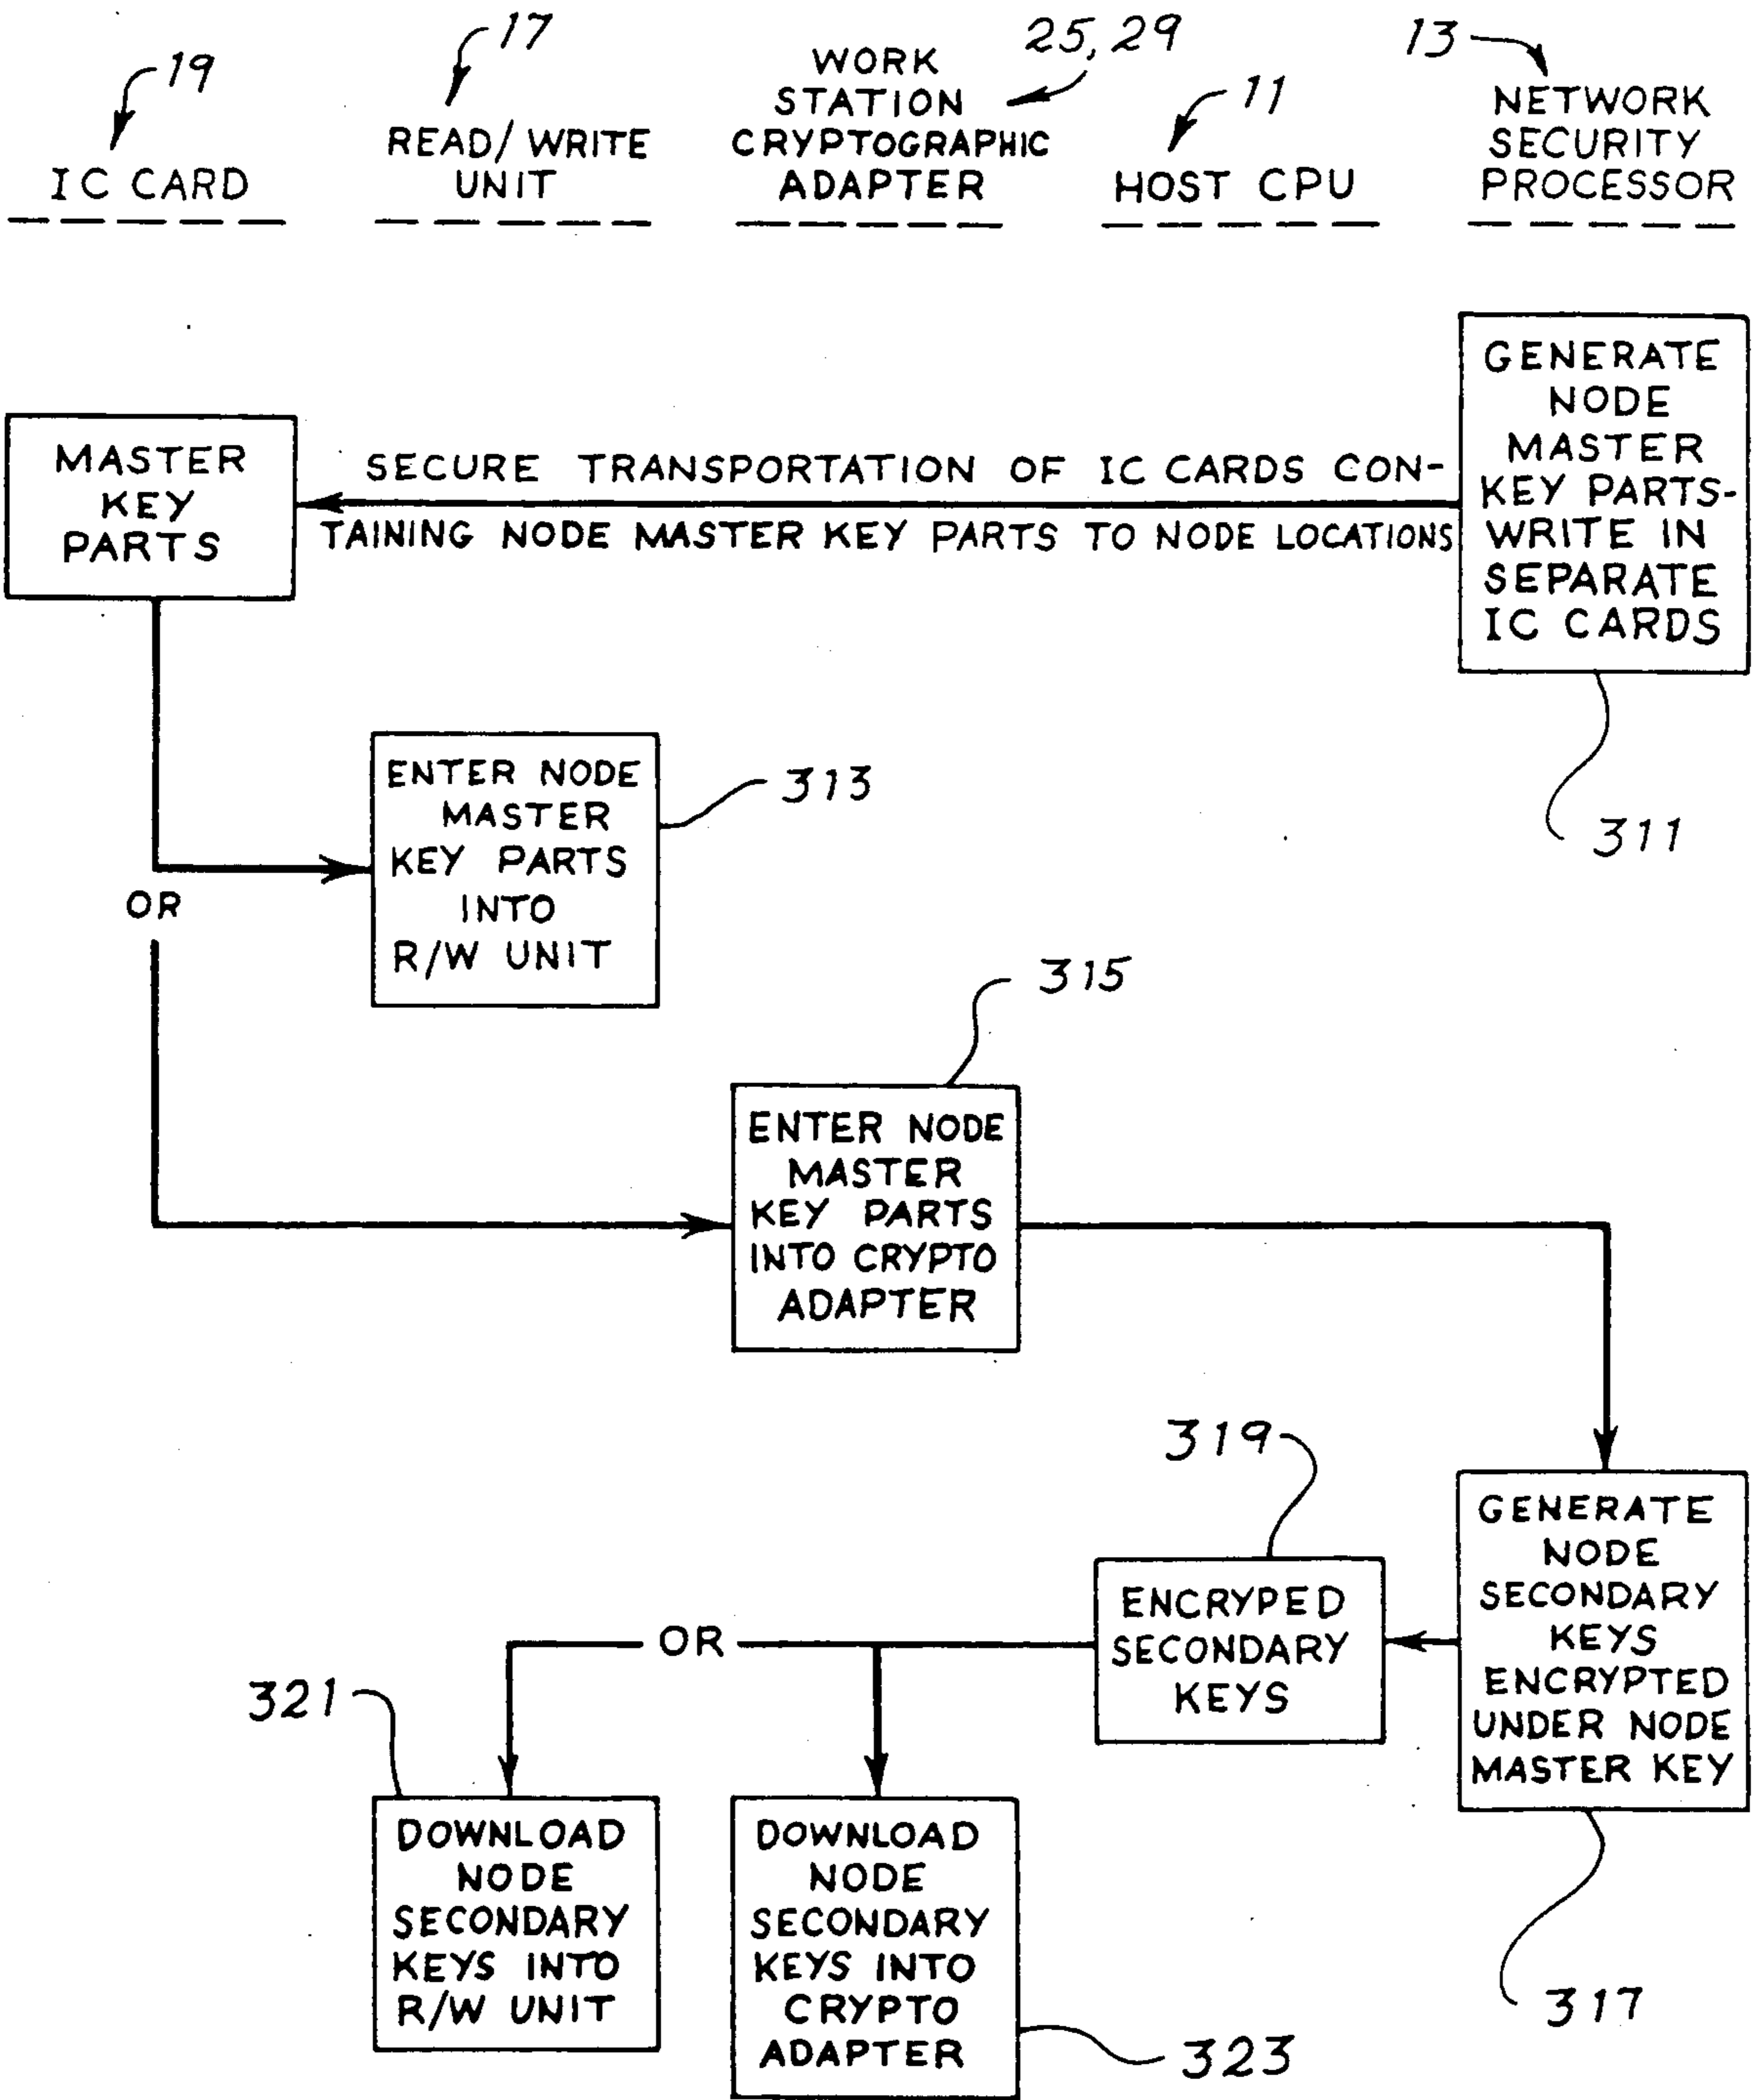 19
IC CARD
17
READ/WRITE
UNIT
25, 29
WORK
STATION
CRYPTOGRAPHIC
ADAPTER
11
HOST CPU
13
NETWORK
SECURITY
PROCESSOR
GENERATE
NODE
MASTER
KEY PARTS-
WRITE IN
SEPARATE
IC CARDS
311
SECURE TRANSPORTATION OF IC CARDS CON-
TAINING NODE MASTER KEY PARTS TO NODE LOCATIONS
MASTER
KEY
PARTS
OR
ENTER NODE
MASTER
KEY PARTS
INTO
R/W UNIT
313
315
ENTER NODE
MASTER
KEY PARTS
INTO CRYPTO
ADAPTER
GENERATE
NODE
SECONDARY
KEYS
ENCRYPTED
UNDER NODE
MASTER KEY
317
319
ENCRYPED
SECONDARY
KEYS
OR
321
DOWNLOAD
NODE
SECONDARY
KEYS INTO
R/W UNIT
DOWNLOAD
NODE
SECONDARY
KEYS INTO
CRYPTO
ADAPTER
323